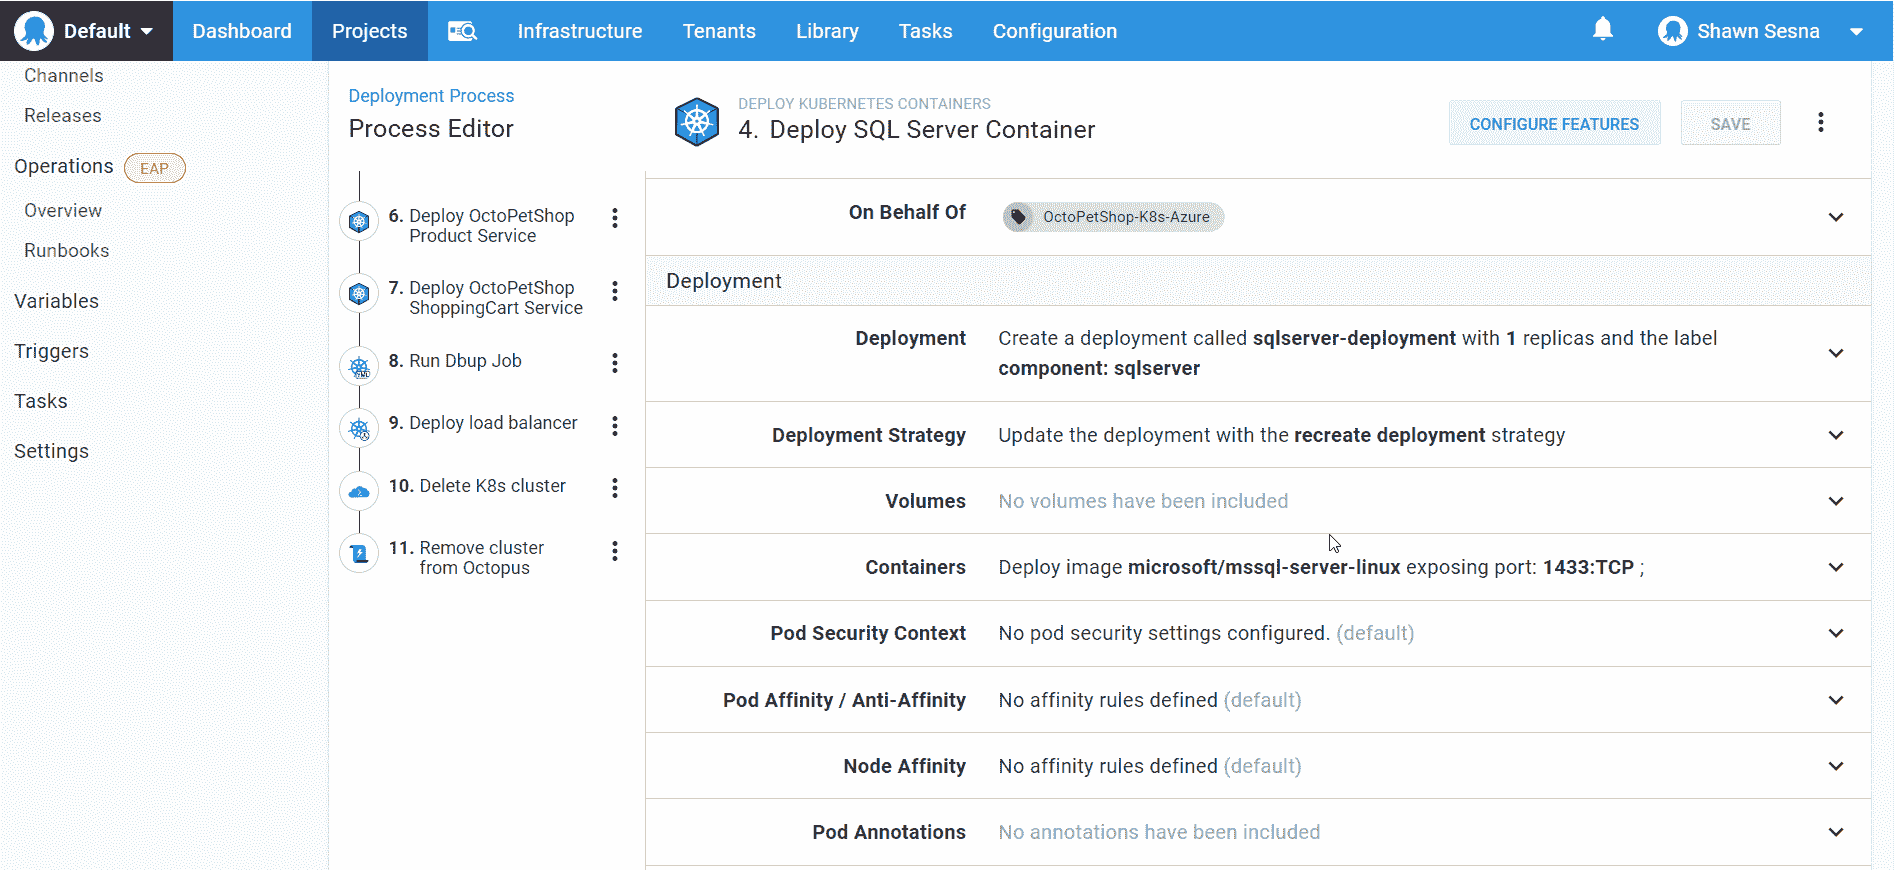 Default
Dashboard
Projects
Infrastructure
Tenants
Library
Tasks
Configuration
Shawn Sesna
Channels
Releases
Operations EAP
Overview
Runbooks
Variables
Triggers
Tasks
Settings
Deployment Process
Process Editor
6. Deploy OctoPetShop
Product Service
7. Deploy OctoPetShop
ShoppingCart Service
8. Run Dbup Job
9. Deploy load balancer
10. Delete K8s cluster
11. Remove cluster
from Octopus
DEPLOY KUBERNETES CONTAINERS
4. Deploy SQL Server Container
CONFIGURE FEATURES
SAVE
On Behalf Of
OctoPetShop-K8s-Azure
Deployment
Deployment
Create a deployment called sqlserver-deployment with 1 replicas and the label
component: sqlserver
Deployment Strategy
Update the deployment with the recreate deployment strategy
Volumes
No volumes have been included
Containers
Deploy image microsoft/mssql-server-linux exposing port: 1433:TCP ;
Pod Security Context
No pod security settings configured. (default)
Pod Affinity / Anti-Affinity
No affinity rules defined (default)
Node Affinity
No affinity rules defined (default)
Pod Annotations
No annotations have been included